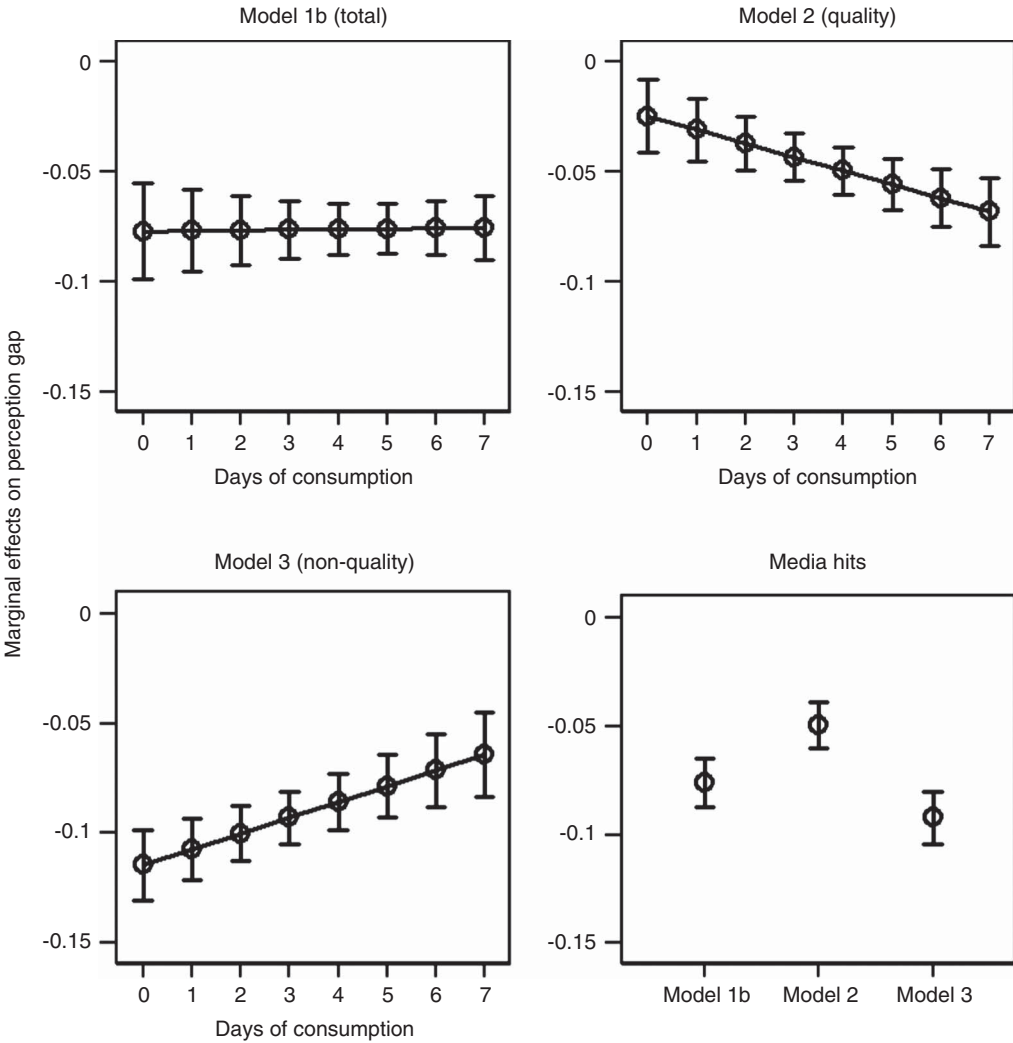 Marginal effects on perception gap
Model 1b (total)
0
-0.05
-0.1
-0.15
0 1 2 3 4 5 6 7
Days of consumption
Model 2 (quality)
0
-0.05
-0.1
-0.15
0 1 2 3 4 5 6 7
Days of consumption
Model 3 (non-quality)
0
-0.05
-0.1
-0.15
0 1 2 3 4 5 6 7
Days of consumption
Media hits
0
-0.05
-0.1
-0.15
Model 1b Model 2 Model 3